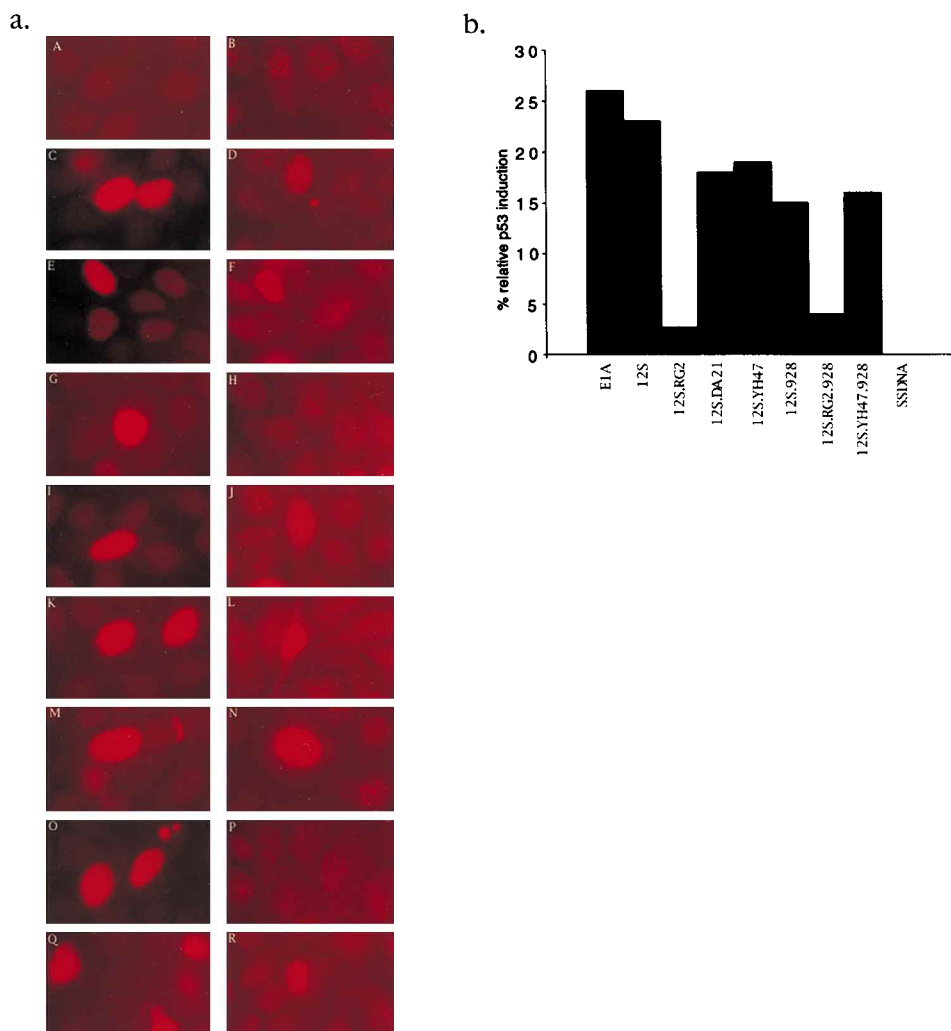 a.
A
B
C
D
E
F
G
H
I
J
K
L
M
N
O
P
Q
R
b.
30
25
20
15
10
5
0
% relative p53 induction
E1A
12S
12S.RG2
12S.DA21
12S.YH47
12S.928
12S.RG2.928
12S.YH47.928
SSDNA